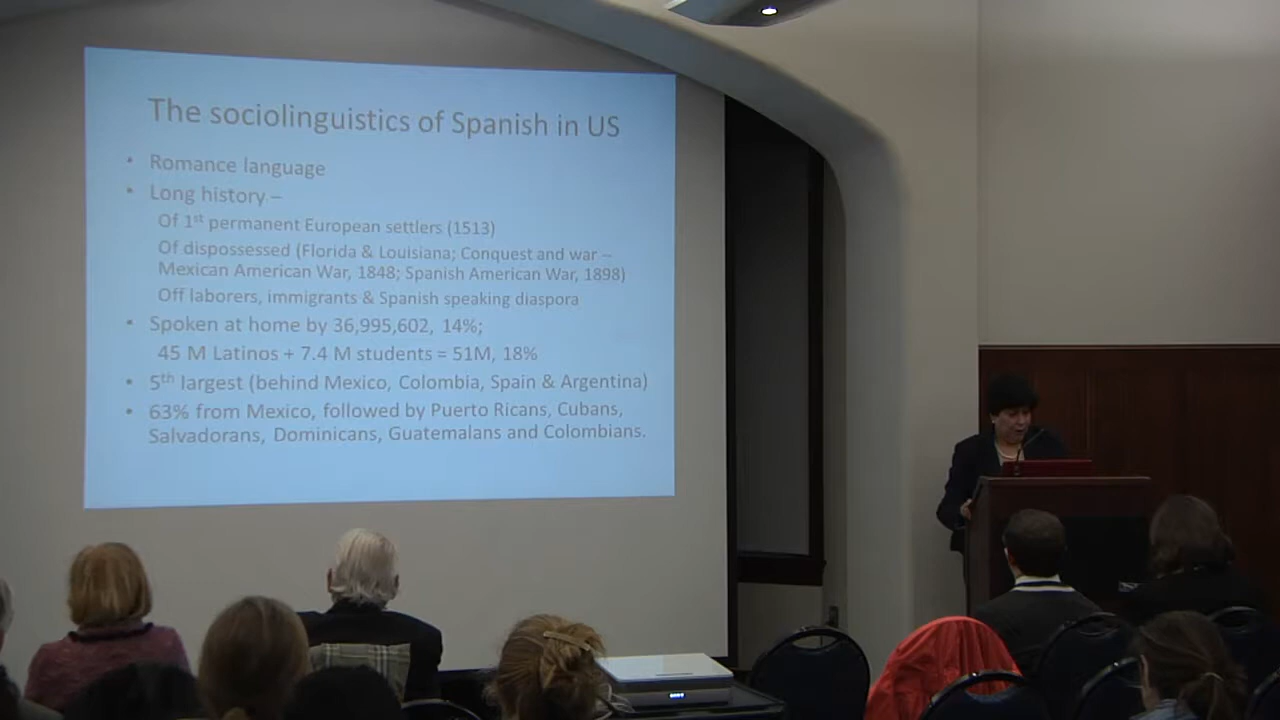 The sociolinguistics of Spanish in US
• Romance language
• Long history –
Of 1st permanent European settlers (1513)
Of dispossessed (Florida & Louisiana; Conquest and war –
Mexican American War, 1848; Spanish American War, 1898)
Off laborers, immigrants & Spanish speaking diaspora
• Spoken at home by 36,995,602, 14%;
45 M Latinos + 7.4 M students = 51M, 18%
• 5th largest (behind Mexico, Colombia, Spain & Argentina)
• 63% from Mexico, followed by Puerto Ricans, Cubans,
Salvadorans, Dominicans, Guatemalans and Colombians.